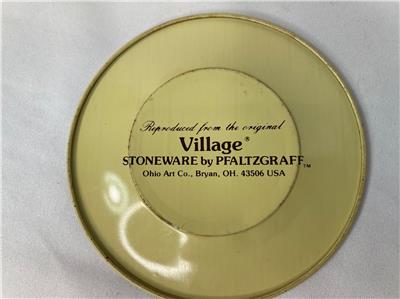 Reproduced from the original
Village®
STONEWARE by PFALTZGRAFF™
Ohio Art Co., Bryan, OH. 43506 USA